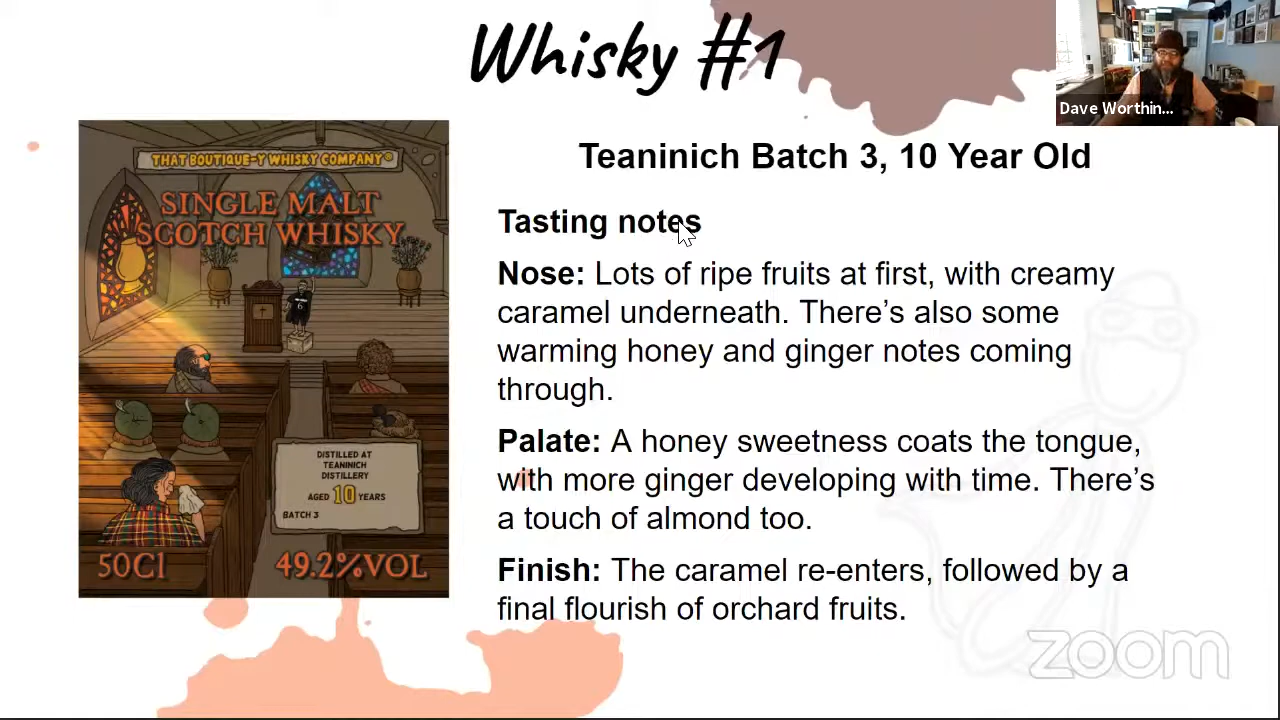 Whisky #1
Dave Worthin...
THAT BOUTIQUE-Y WHISKY COMPANY®
SINGLE MALT
SCOTCH WHISKY
DISTILLED AT
TEANINICH
DISTILLERY
AGED 10 YEARS
BATCH 3
50Cl
49.2%VOL
Teaninich Batch 3, 10 Year Old
Tasting notes
Nose: Lots of ripe fruits at first, with creamy
caramel underneath. There’s also some
warming honey and ginger notes coming
through.
Palate: A honey sweetness coats the tongue,
with more ginger developing with time. There’s
a touch of almond too.
Finish: The caramel re-enters, followed by a
final flourish of orchard fruits.
zoom